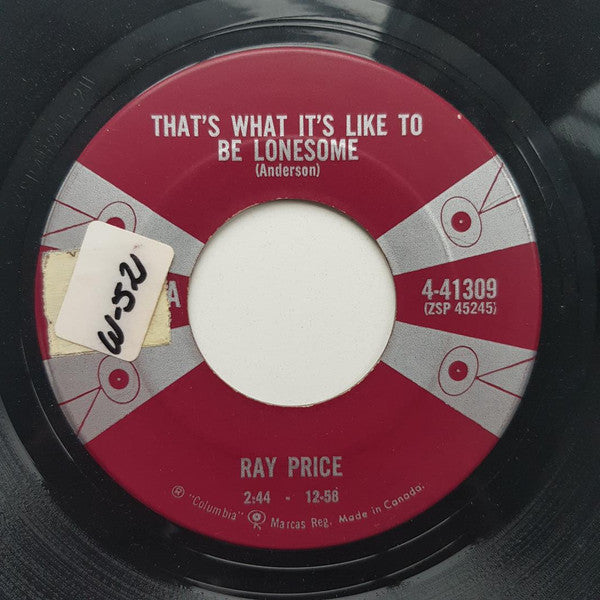 THAT'S WHAT IT'S LIKE TO
BE LONESOME
(Anderson)
A
W-52
4-41309
(ZSP 45245)
RAY PRICE
2:44 - 12-58
® "Columbia" Marcas Reg. Made in Canada.